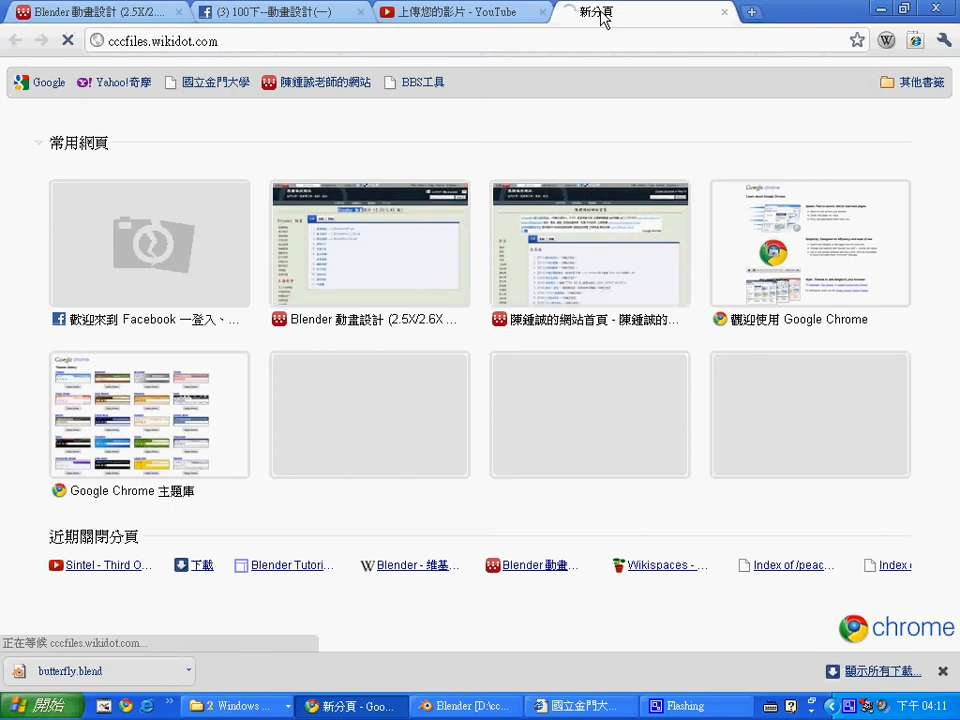 Blender 動畫設計 (2.5X/2....
(3) 100下--動畫設計(一)
上傳您的影片 - YouTube
新分頁
cccfiles.wikidot.com
Google
Yahoo!奇摩
國立金門大學
陳鍾誠老師的網站
BBS工具
其他書籤
常用網頁
歡迎來到 Facebook —登入、...
Blender 動畫設計 (2.5X/2.6X ...
陳鍾誠的網站首頁 - 陳鍾誠的...
觀迎使用 Google Chrome
Google Chrome 主題庫
近期關閉分頁
Sintel - Third O...
下載
Blender Tutori...
Blender - 維基...
Blender 動畫...
Wikispaces - ...
Index of /peac...
Index
chrome
正在等候 cccfiles.wikidot.com...
butterfly.blend
顯示所有下載...
開始
2 Windows ...
新分頁 - Goo...
Blender [D:\cc...
國立金門大...
Flashing
下午 04:11